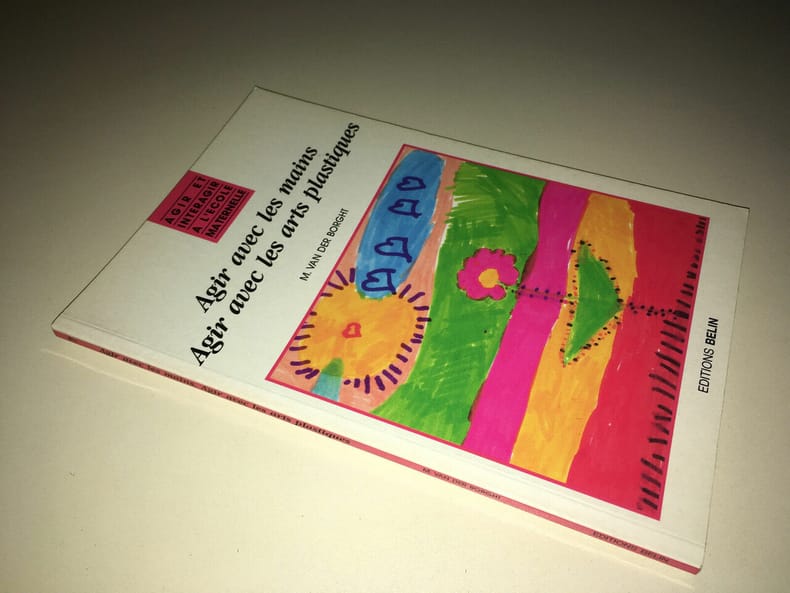 AGIR ET
INTERAGIR
A L'ECOLE
MATERNELLE
Agir avec les mains
Agir avec les arts plastiques
M. VAN DER BORGHT
EDITIONS BELIN
Agir avec les mains Agir avec les arts plastiques
M. VAN DER BORGHT
EDITIONS BELIN